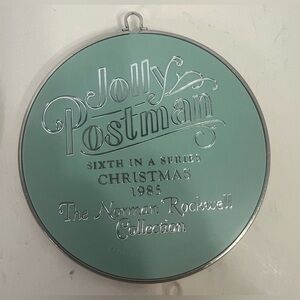 Jolly
Postman
SIXTH IN A SERIES
CHRISTMAS
1985
The Norman Rockwell
Collection